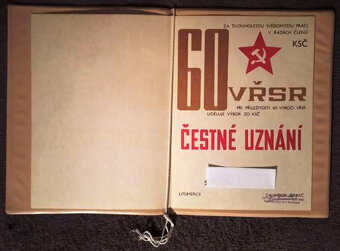 ZA DLOUHOLETOU SVĚDOMITOU PRÁCI
V ŘADÁCH ČLENŮ
KSČ
60
VŘSR
PŘI PŘÍLEŽITOSTI 60 VÝROČÍ VŘSR
UDĚLUJE VÝBOR ZO KSČ
ČESTNÉ UZNÁNÍ
S
LITOMĚŘICE